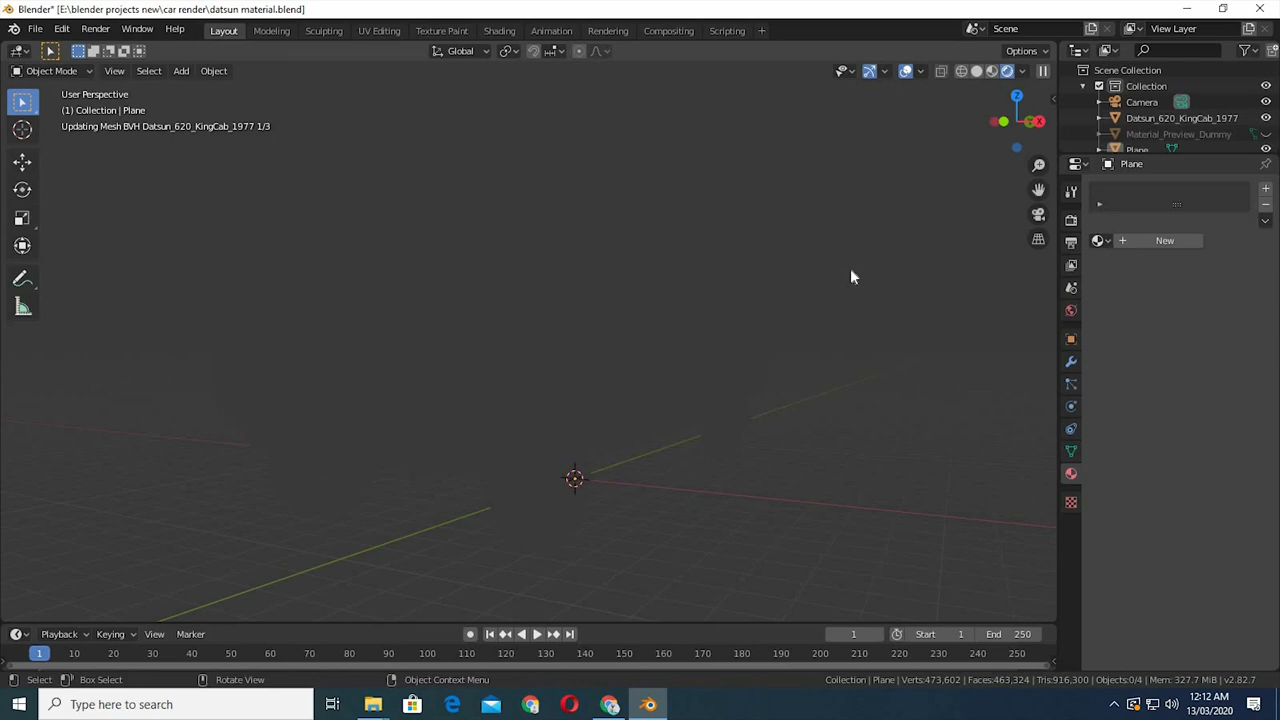 Blender* [E:\blender projects new\car render\datsun material.blend]
File Edit Render Window Help Layout Modeling Sculpting UV Editing Texture Paint Shading Animation Rendering Compositing Scripting + Scene View Layer
Global Options
Object Mode View Select Add Object
Scene Collection
Collection
Camera
Datsun_620_KingCab_1977
Material_Preview_Dummy
Plane
User Perspective
(1) Collection | Plane
Updating Mesh BVH Datsun_620_KingCab_1977 1/3
Z
X
Plane
New
Playback Keying View Marker 1 Start 1 End 250
1 10 20 30 40 50 60 70 80 90 100 110 120 130 140 150 160 170 180 190 200 210 220 230 240 250
Select Box Select Rotate View Object Context Menu Collection | Plane | Verts:473,602 | Faces:463,324 | Tris:916,300 | Objects:0/4 | Mem: 327.7 MiB | v2.82.7
Type here to search
12:12 AM
13/03/2020